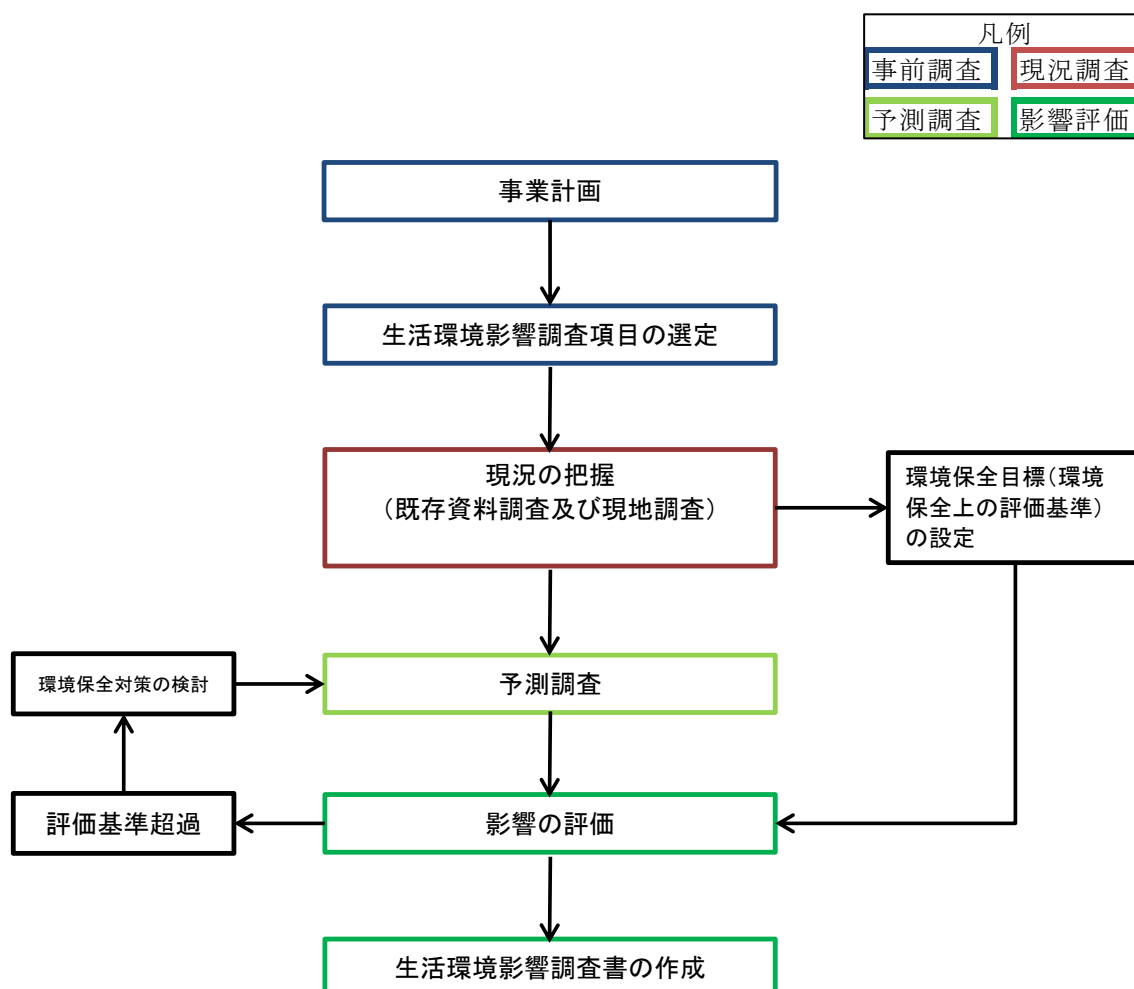 凡例
事前調査
現況調査
予測調査
影響評価
事業計画
生活環境影響調査項目の選定
現況の把握
（既存資料調査及び現地調査）
環境保全目標（環境
保全上の評価基準）
の設定
環境保全対策の検討
予測調査
評価基準超過
影響の評価
生活環境影響調査書の作成